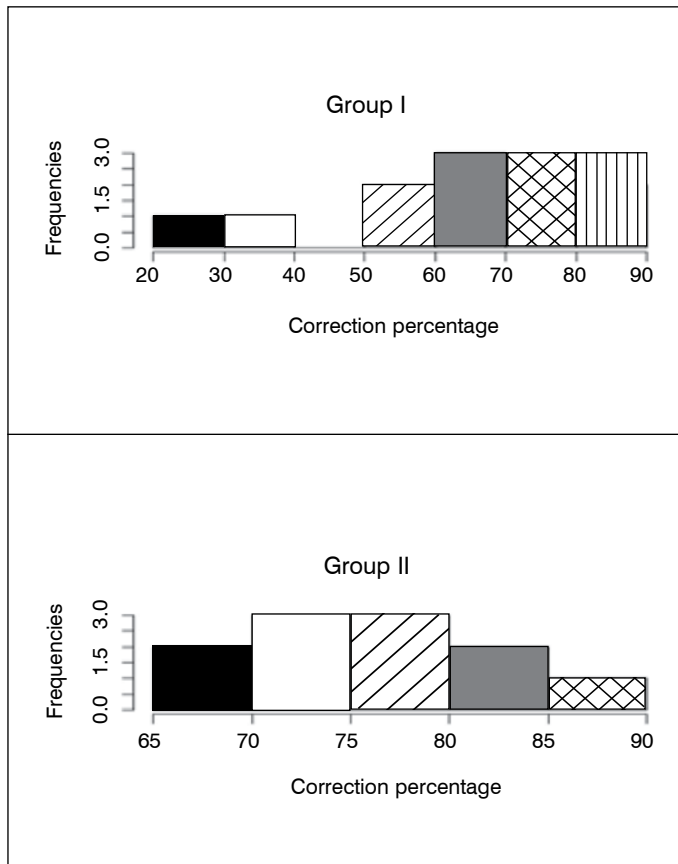 Group I
Frequencies
3.0
1.5
0.0
20 30 40 50 60 70 80 90
Correction percentage
Group II
Frequencies
3.0
1.5
0.0
65 70 75 80 85 90
Correction percentage